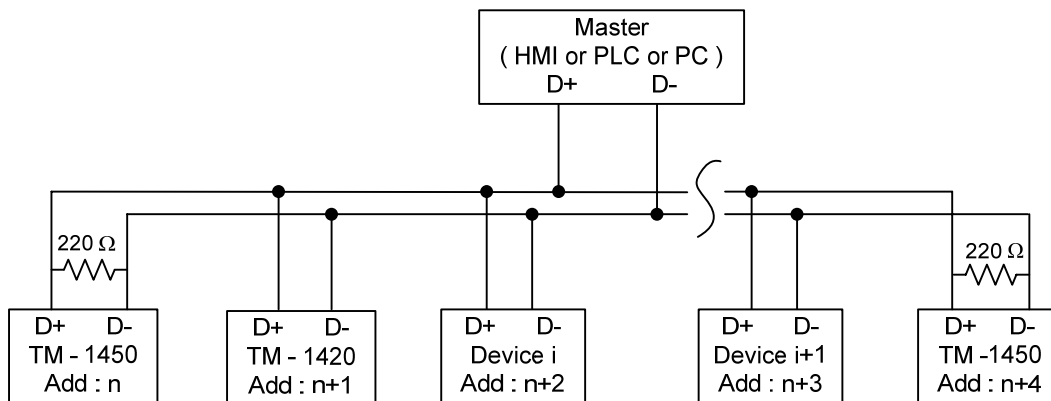 Master
( HMI or PLC or PC )
D+ D-
220 Ω
220 Ω
D+ D-
TM - 1450
Add : n
D+ D-
TM - 1420
Add : n+1
D+ D-
Device i
Add : n+2
D+ D-
Device i+1
Add : n+3
D+ D-
TM -1450
Add : n+4